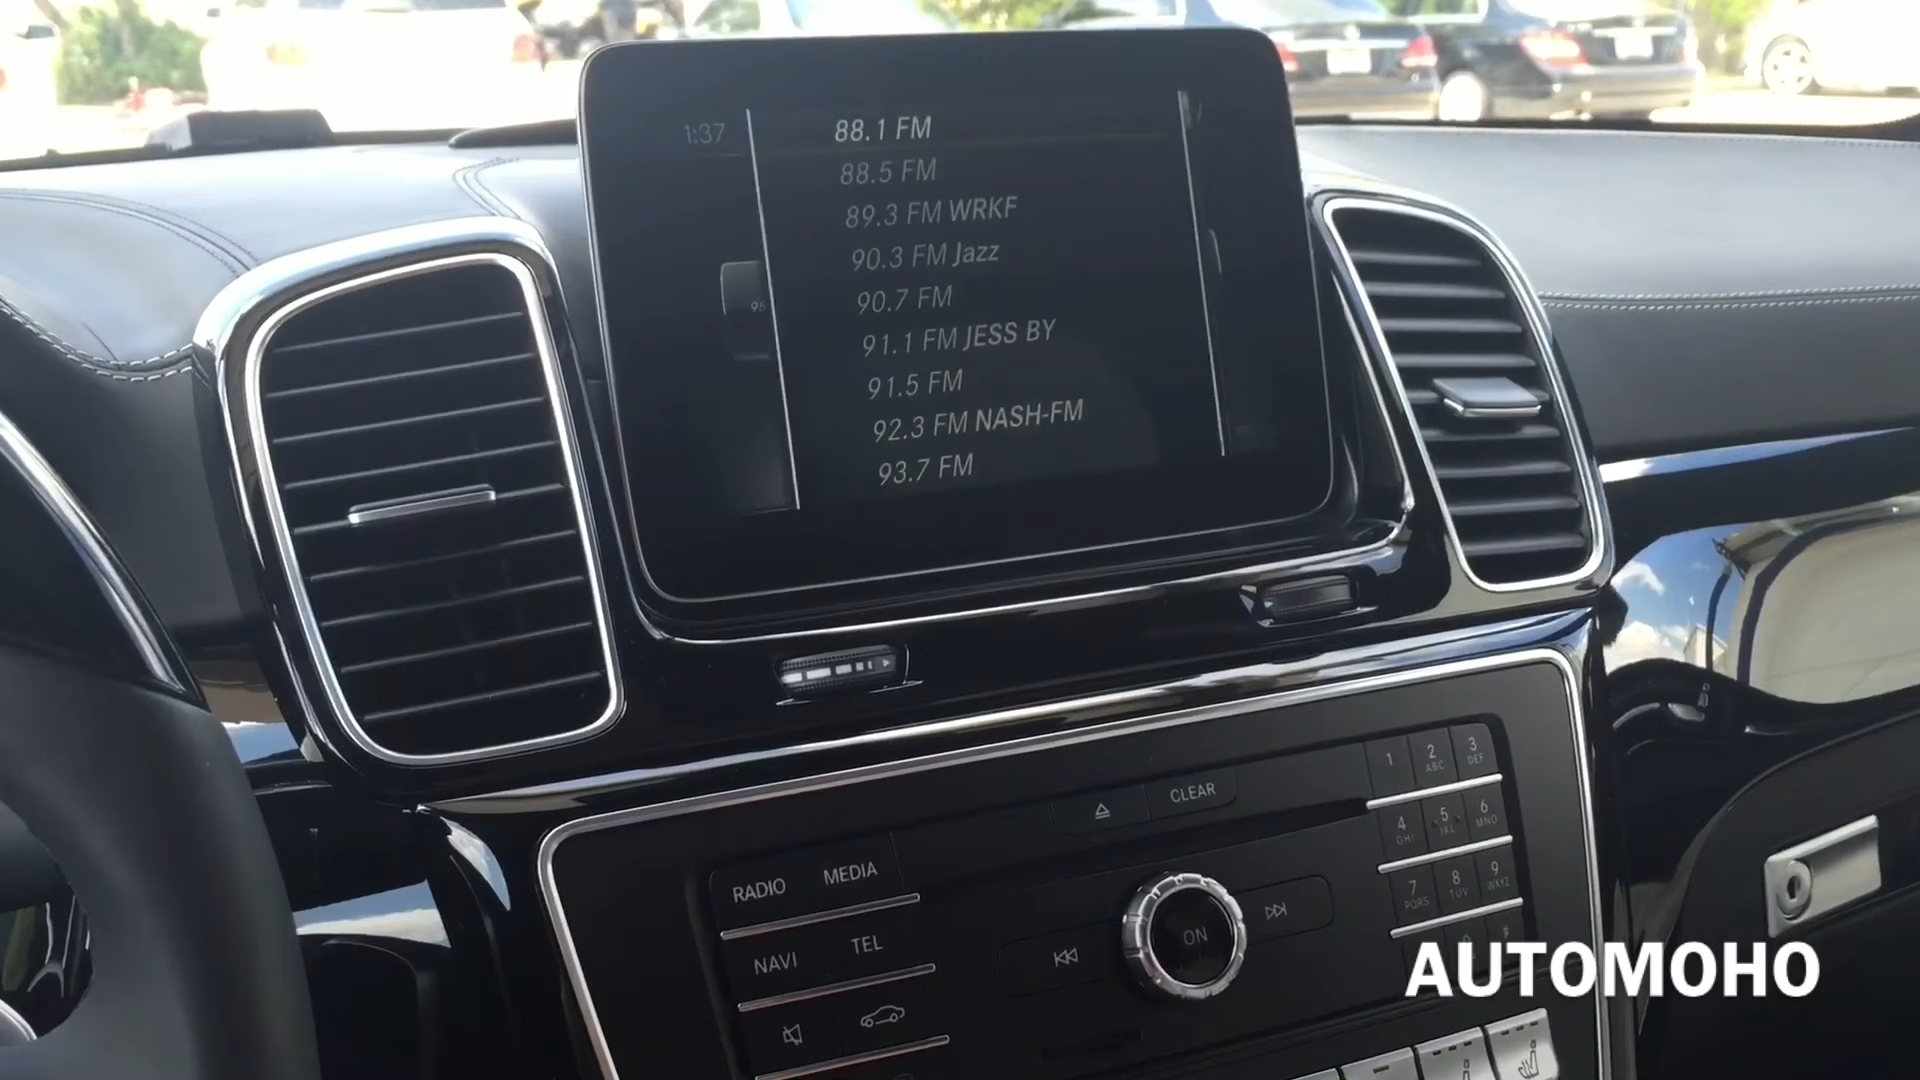 1:37
88.1 FM
88.5 FM
89.3 FM WRKF
90.3 FM Jazz
90.7 FM
95
91.1 FM JESS BY
91.5 FM
92.3 FM NASH-FM
93.7 FM
CLEAR
1
2 ABC
3 DEF
4 GHI
5 JKL
6 MNO
7 PQRS
8 TUV
9 WXYZ
RADIO
MEDIA
NAVI
TEL
ON
AUTOMOHO